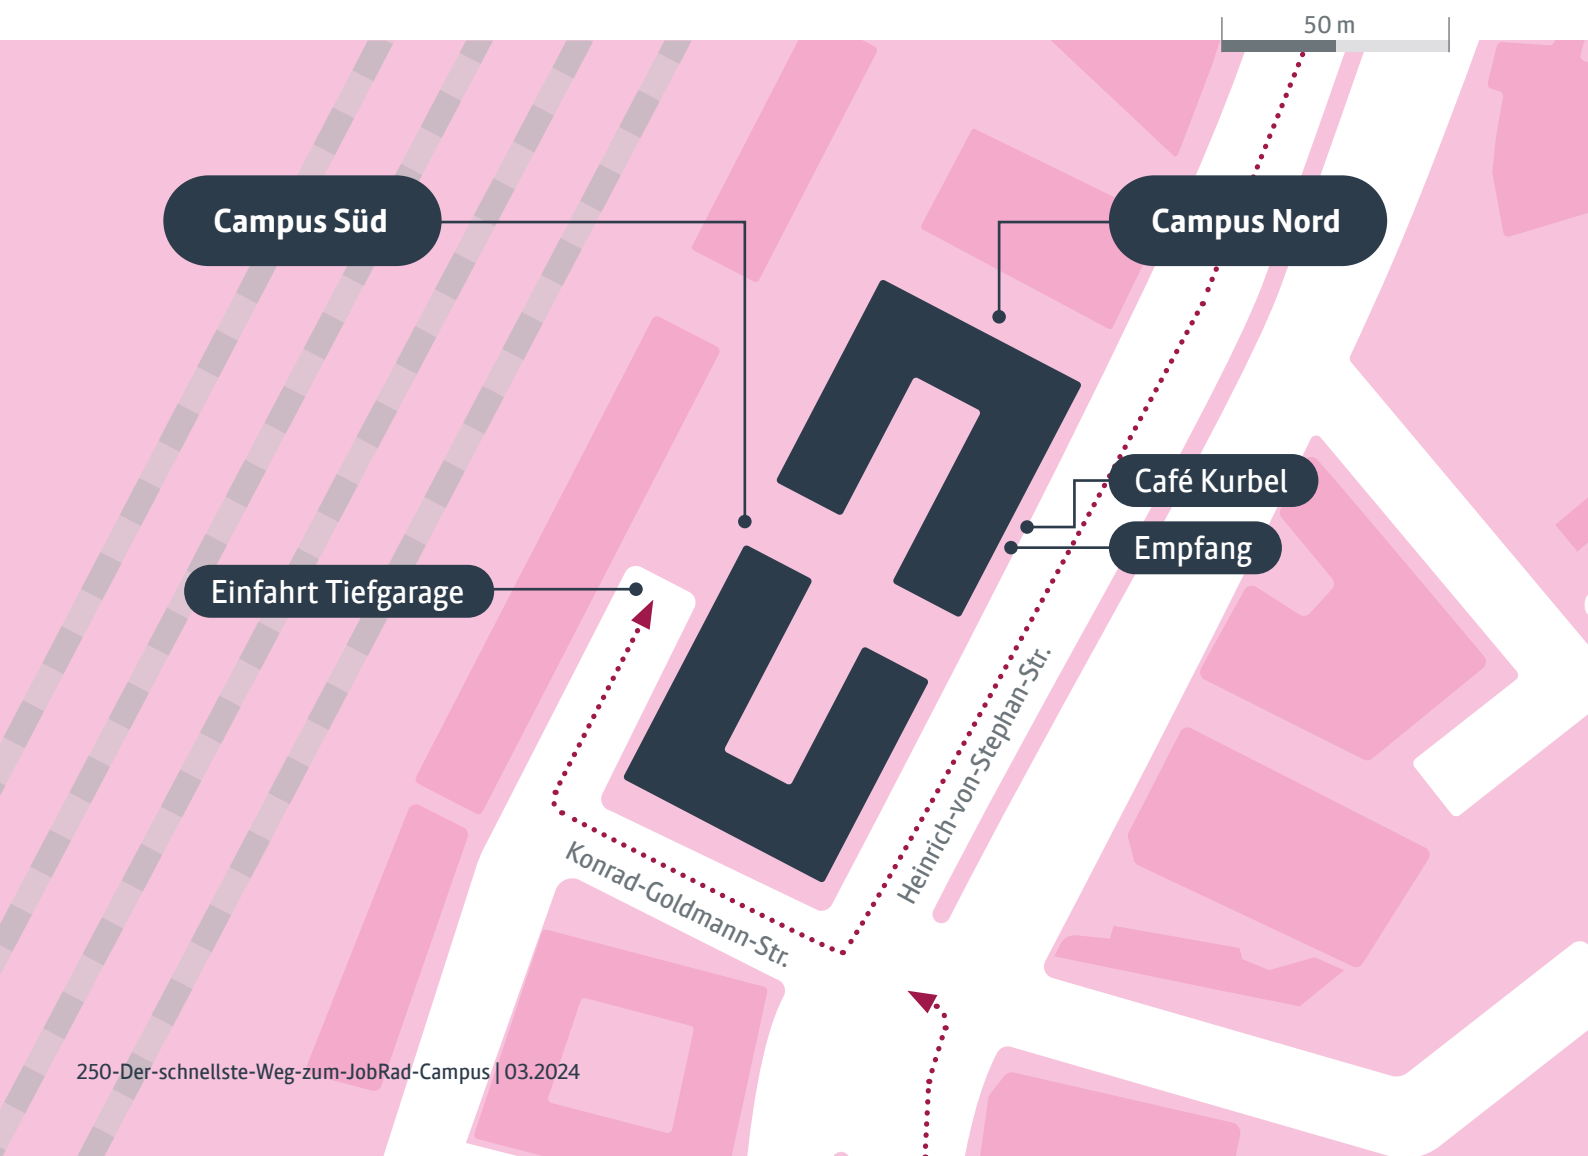 50 m
Campus Süd
Campus Nord
Café Kurbel
Empfang
Einfahrt Tiefgarage
Heinrich-von-Stephan-Str.
Konrad-Goldmann-Str.
250-Der-schnellste-Weg-zum-JobRad-Campus | 03.2024